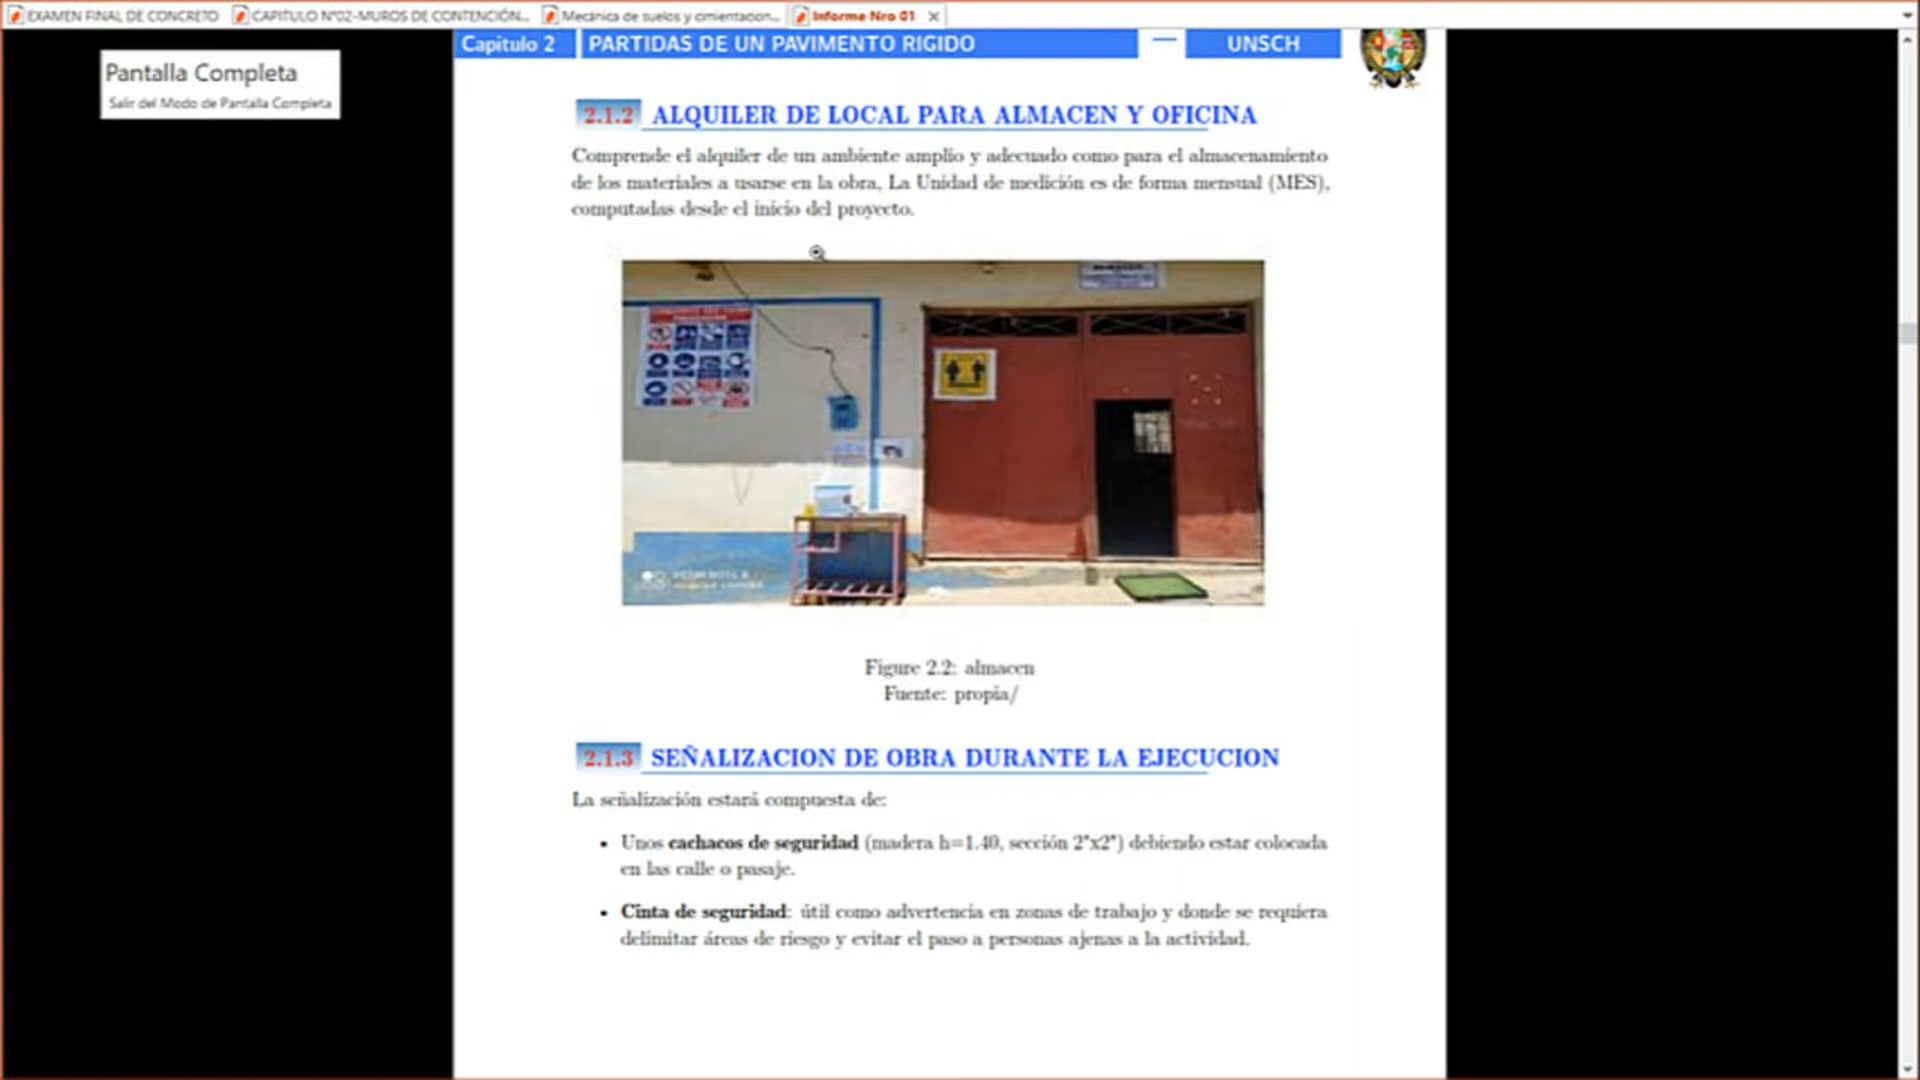 EXAMEN FINAL DE CONCRETO
CAPITULO N°02-MUROS DE CONTENCIÓN...
Mecánica de suelos y cimientacion...
Informe Nro 01
Pantalla Completa
Salir del Modo de Pantalla Completa
Capítulo 2 PARTIDAS DE UN PAVIMENTO RIGIDO — UNSCH
2.1.2 ALQUILER DE LOCAL PARA ALMACEN Y OFICINA
Comprende el alquiler de un ambiente amplio y adecuado como para el almacenamiento
de los materiales a usarse en la obra, La Unidad de medición es de forma mensual (MES),
computadas desde el inicio del proyecto.
Figure 2.2: almacen
Fuente: propia/
2.1.3 SEÑALIZACION DE OBRA DURANTE LA EJECUCION
La señalización estará compuesta de:
• Unos cachacos de seguridad (madera h=1.40, sección 2"x2") debiendo estar colocada
en las calle o pasaje.
• Cinta de seguridad: útil como advertencia en zonas de trabajo y donde se requiera
delimitar áreas de riesgo y evitar el paso a personas ajenas a la actividad.